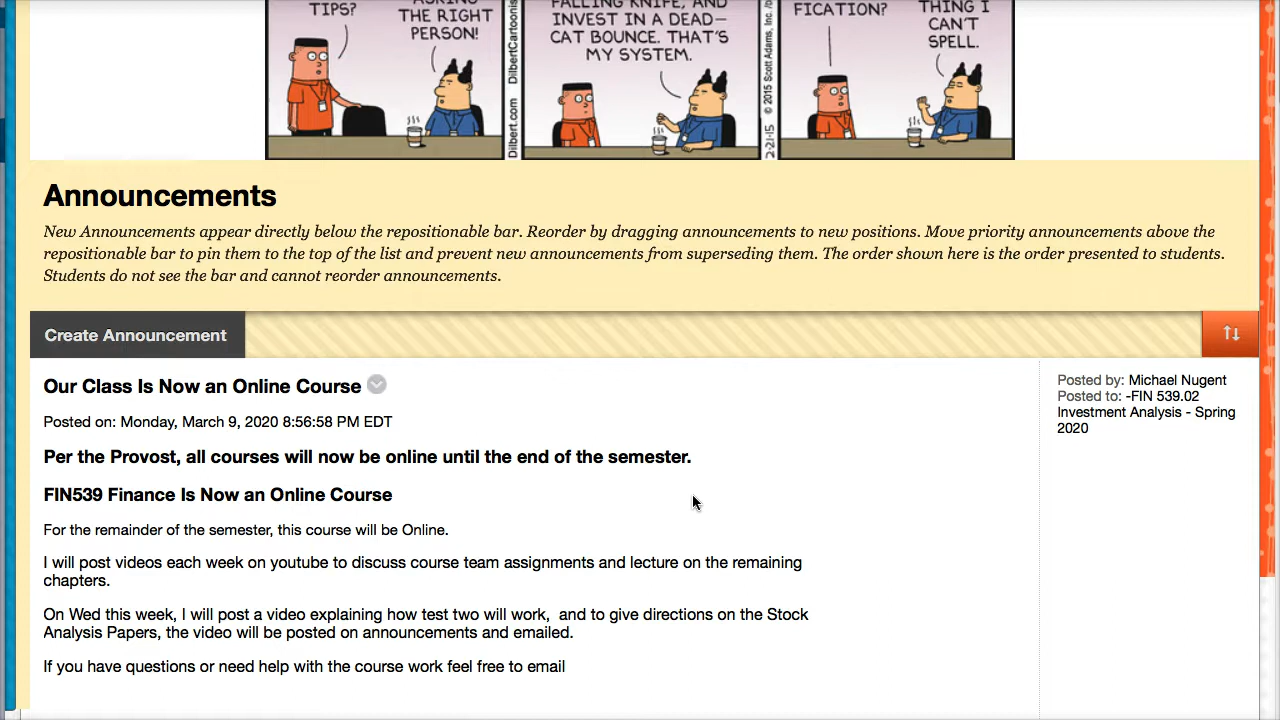 TIPS?
ASKING
THE RIGHT
PERSON!
DilbertCartoonis
Dilbert.com
FALLING KNIFE, AND
INVEST IN A DEAD-
CAT BOUNCE. THAT'S
MY SYSTEM.
2-21-15 © 2015 Scott Adams, Inc.
FICATION?
THING I
CAN'T
SPELL.
Announcements
New Announcements appear directly below the repositionable bar. Reorder by dragging announcements to new positions. Move priority announcements above the
repositionable bar to pin them to the top of the list and prevent new announcements from superseding them. The order shown here is the order presented to students.
Students do not see the bar and cannot reorder announcements.
Create Announcement
Our Class Is Now an Online Course
Posted on: Monday, March 9, 2020 8:56:58 PM EDT
Per the Provost, all courses will now be online until the end of the semester.
FIN539 Finance Is Now an Online Course
For the remainder of the semester, this course will be Online.
I will post videos each week on youtube to discuss course team assignments and lecture on the remaining
chapters.
On Wed this week, I will post a video explaining how test two will work,  and to give directions on the Stock
Analysis Papers, the video will be posted on announcements and emailed.
If you have questions or need help with the course work feel free to email
Posted by: Michael Nugent
Posted to: -FIN 539.02
Investment Analysis - Spring
2020